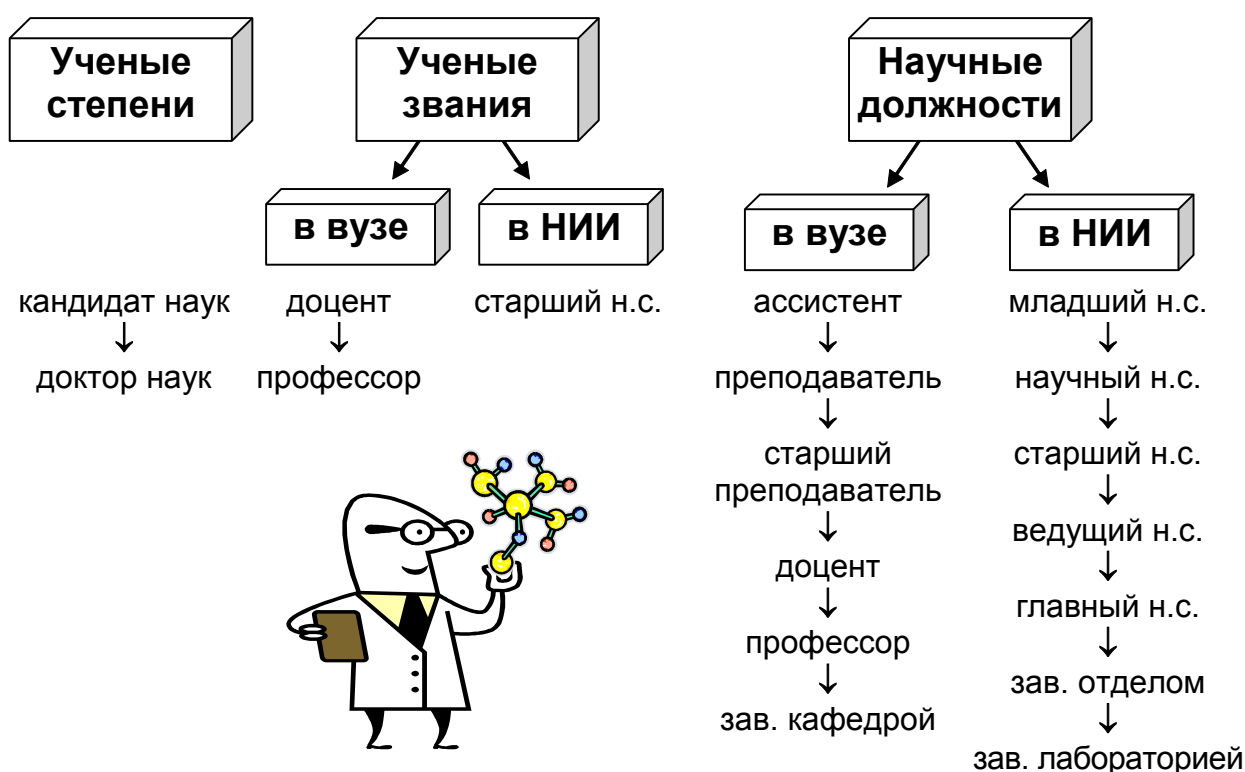 Ученые
степени
Ученые
звания
Научные
должности
в вузе
в НИИ
в вузе
в НИИ
кандидат наук
доктор наук
доцент
профессор
старший н.с.
ассистент
преподаватель
старший
преподаватель
доцент
профессор
зав. кафедрой
младший н.с.
научный н.с.
старший н.с.
ведущий н.с.
главный н.с.
зав. отделом
зав. лабораторией